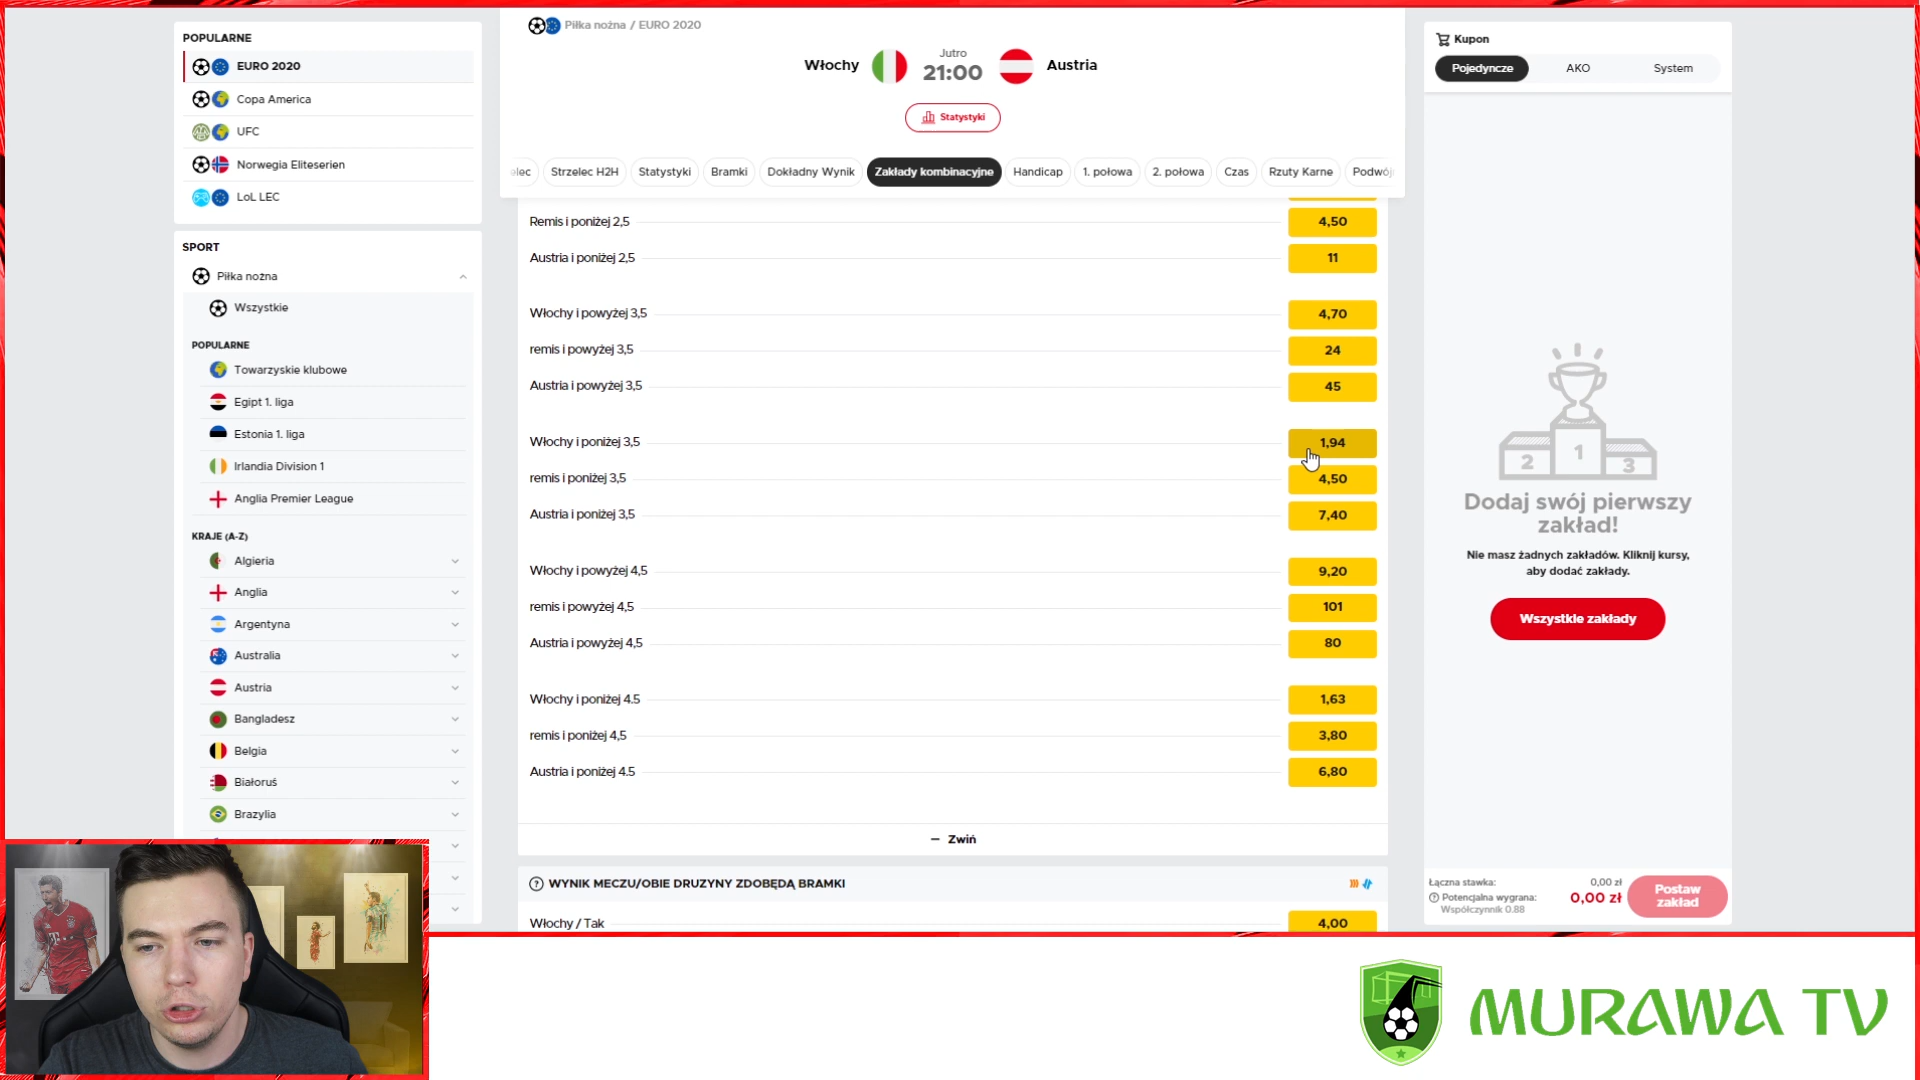 POPULARNE
EURO 2020
Copa America
UFC
Norwegia Eliteserien
LoL LEC
SPORT
Piłka nożna
Wszystkie
POPULARNE
Towarzyskie klubowe
Egipt 1. liga
Estonia 1. liga
Irlandia Division 1
Anglia Premier League
KRAJE (A-Z)
Algieria
Anglia
Argentyna
Australia
Austria
Bangladesz
Belgia
Białoruś
Brazylia
Piłka nożna / EURO 2020
Włochy
Jutro
21:00
Austria
Statystyki
elec Strzelec H2H Statystyki Bramki Dokładny Wynik Zakłady kombinacyjne Handicap 1. połowa 2. połowa Czas Rzuty Karne Podwój
Remis i poniżej 2,5 4,50
Austria i poniżej 2,5 11
Włochy i powyżej 3,5 4,70
remis i powyżej 3,5 24
Austria i powyżej 3,5 45
Włochy i poniżej 3,5 1,94
remis i poniżej 3,5 4,50
Austria i poniżej 3,5 7,40
Włochy i powyżej 4,5 9,20
remis i powyżej 4,5 101
Austria i powyżej 4,5 80
Włochy i poniżej 4.5 1,63
remis i poniżej 4,5 3,80
Austria i poniżej 4.5 6,80
— Zwiń
WYNIK MECZU/OBIE DRUZYNY ZDOBĘDĄ BRAMKI
Włochy / Tak 4,00
Kupon
Pojedyncze AKO System
2 1 3
Dodaj swój pierwszy
zakład!
Nie masz żadnych zakładów. Kliknij kursy,
aby dodać zakłady.
Wszystkie zakłady
Łączna stawka: 0,00 zł
Potencjalna wygrana: 0,00 zł
Współczynnik 0.88
Postaw
zakład
MURAWA TV